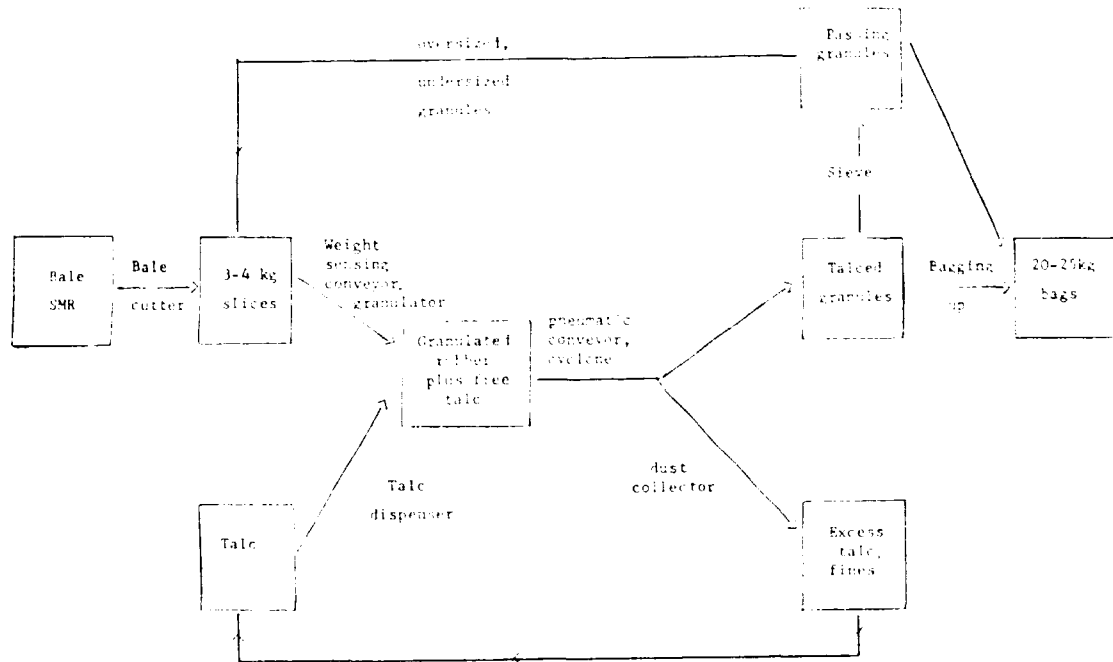 oversized,
undersized
granules
Passing
granules
Sieve
Bale
SMR
Bale
cutter
3-4 kg
slices
Weight
sensing
conveyor,
granulator
Granulated
rubber
plus free
talc
pneumatic
conveyor,
cyclone
Talced
granules
Bagging
up
20-25kg
bags
Talc
dispenser
Talc
dust
collector
Excess
talc,
fines